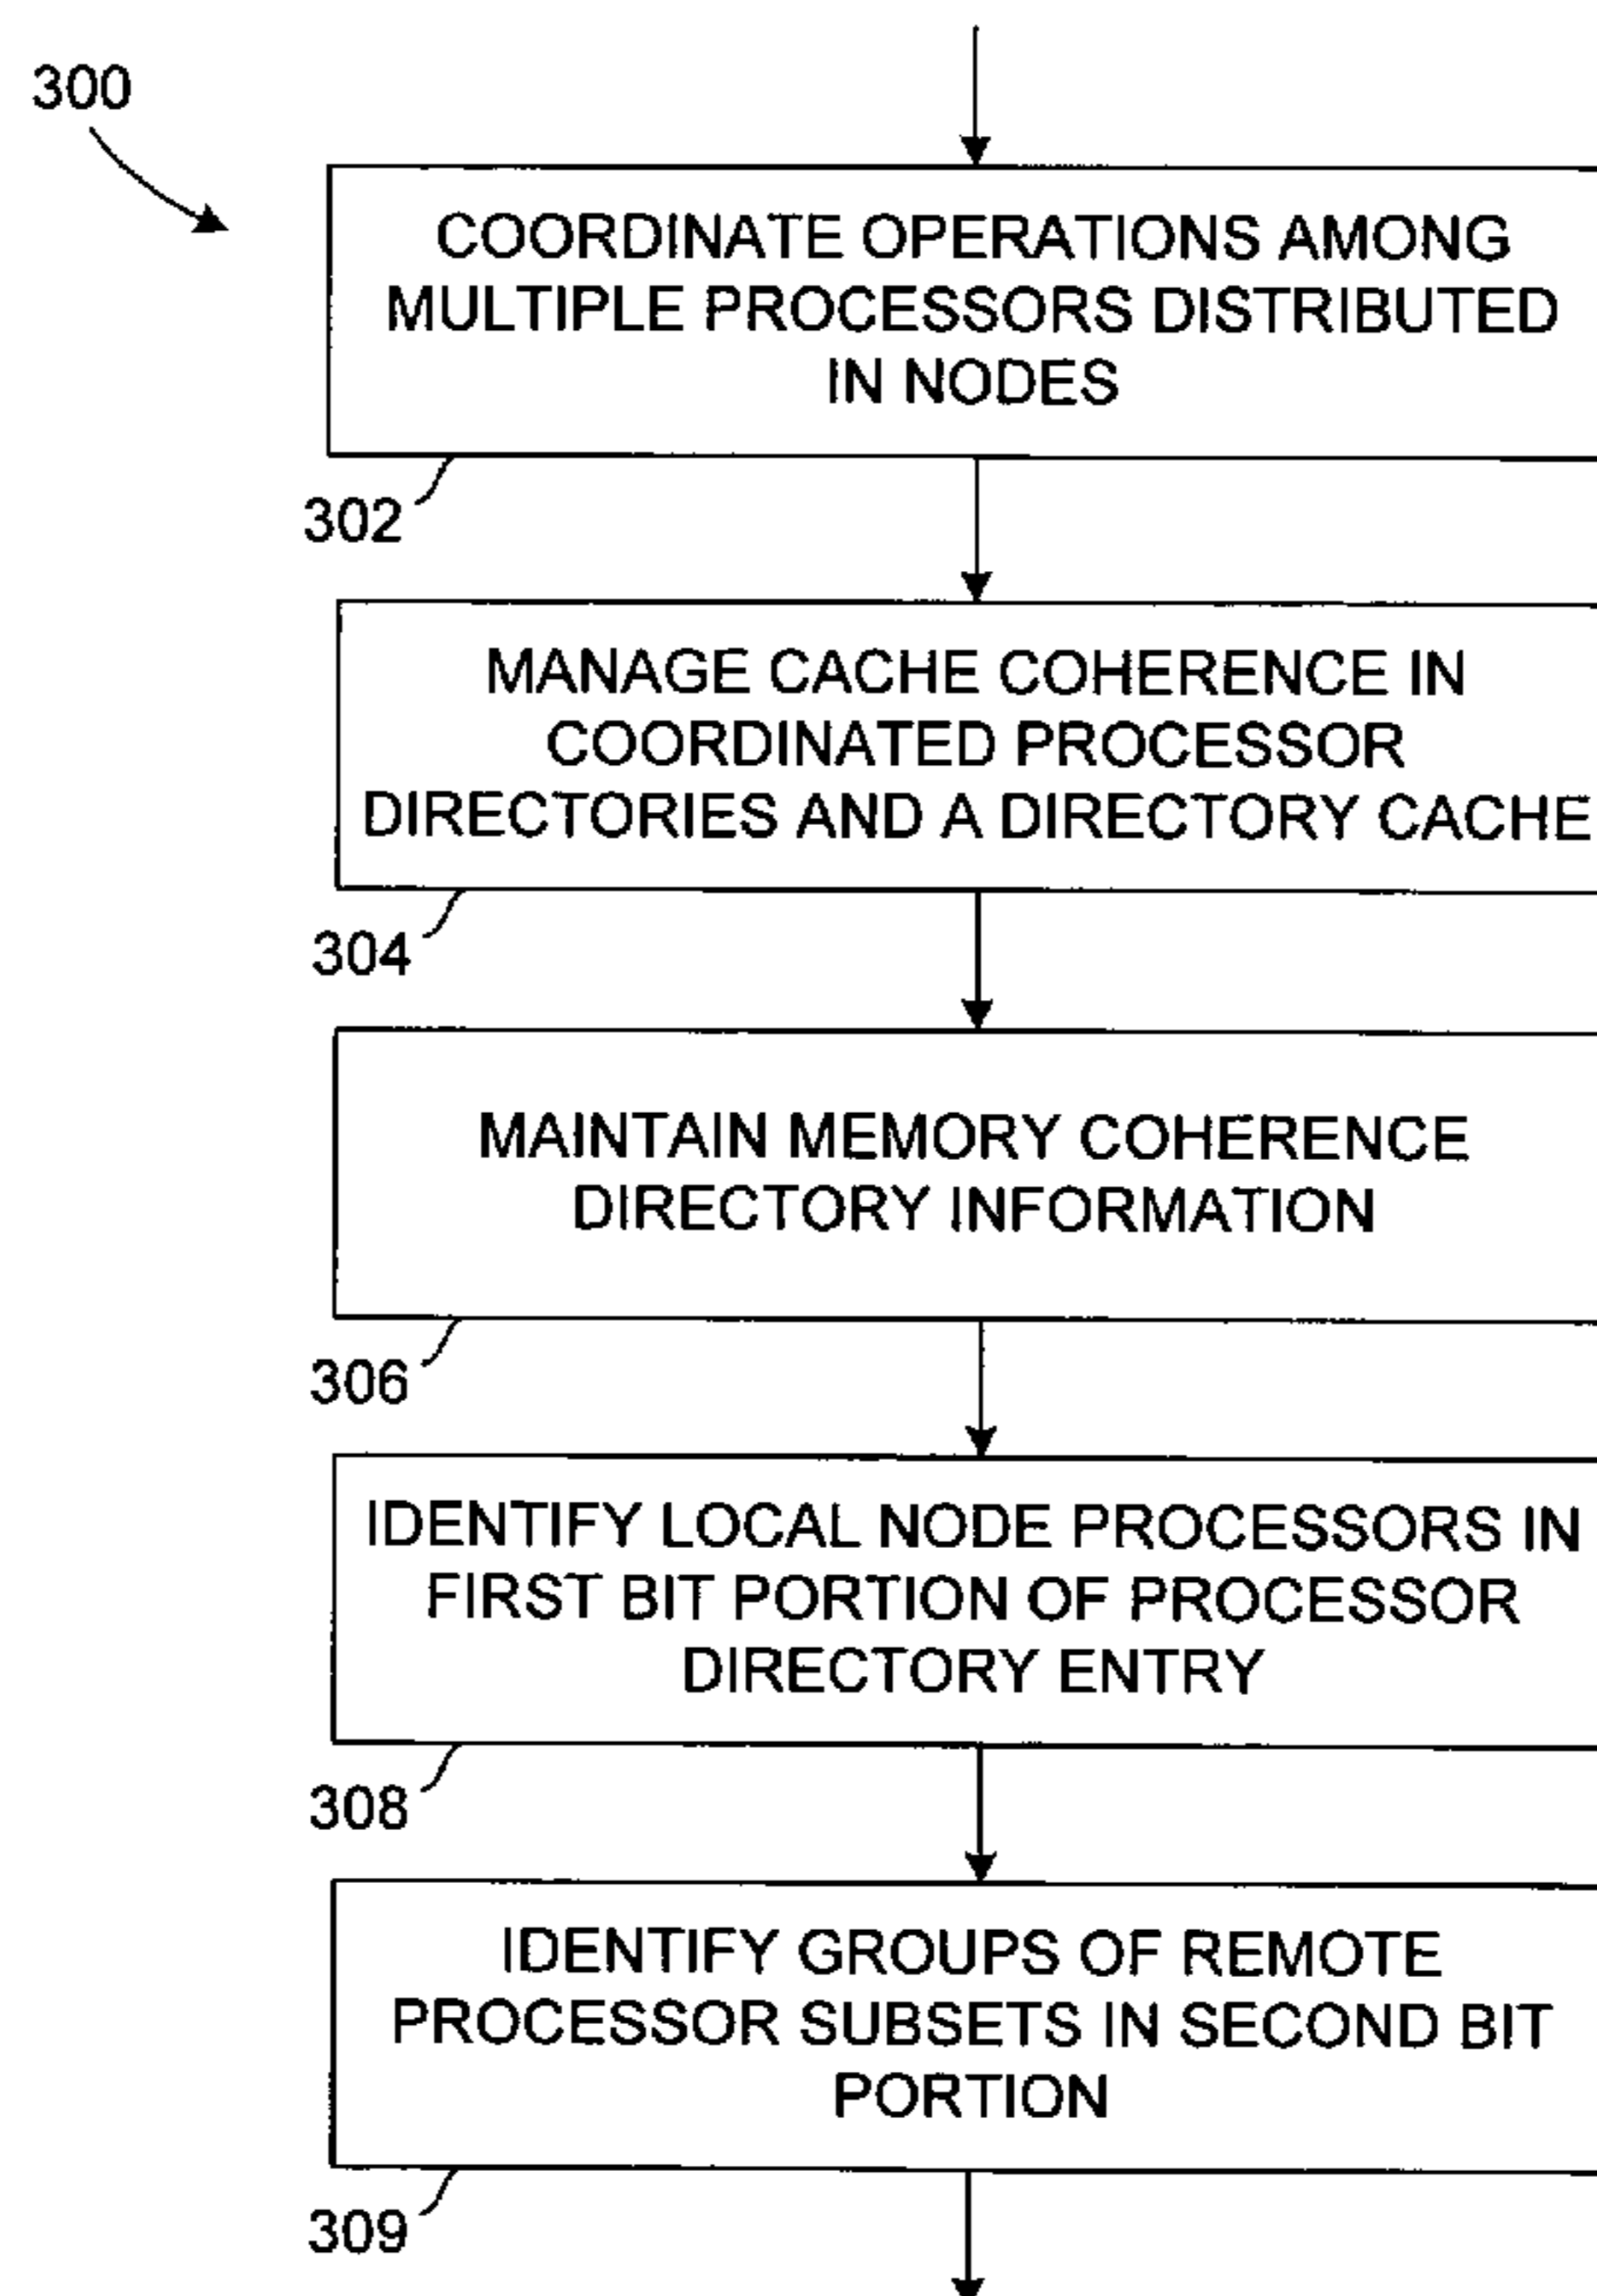 300
COORDINATE OPERATIONS AMONG
MULTIPLE PROCESSORS DISTRIBUTED
IN NODES
302
MANAGE CACHE COHERENCE IN
COORDINATED PROCESSOR
DIRECTORIES AND A DIRECTORY CACHE
304
MAINTAIN MEMORY COHERENCE
DIRECTORY INFORMATION
306
IDENTIFY LOCAL NODE PROCESSORS IN
FIRST BIT PORTION OF PROCESSOR
DIRECTORY ENTRY
308
IDENTIFY GROUPS OF REMOTE
PROCESSOR SUBSETS IN SECOND BIT
PORTION
309